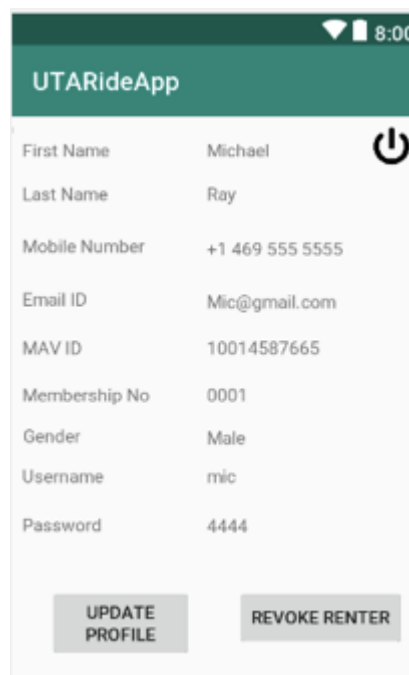 8:00
UTARideApp
First Name Michael
Last Name Ray
Mobile Number +1 469 555 5555
Email ID Mic@gmail.com
MAV ID 10014587665
Membership No 0001
Gender Male
Username mic
Password 4444
UPDATE
PROFILE
REVOKE RENTER